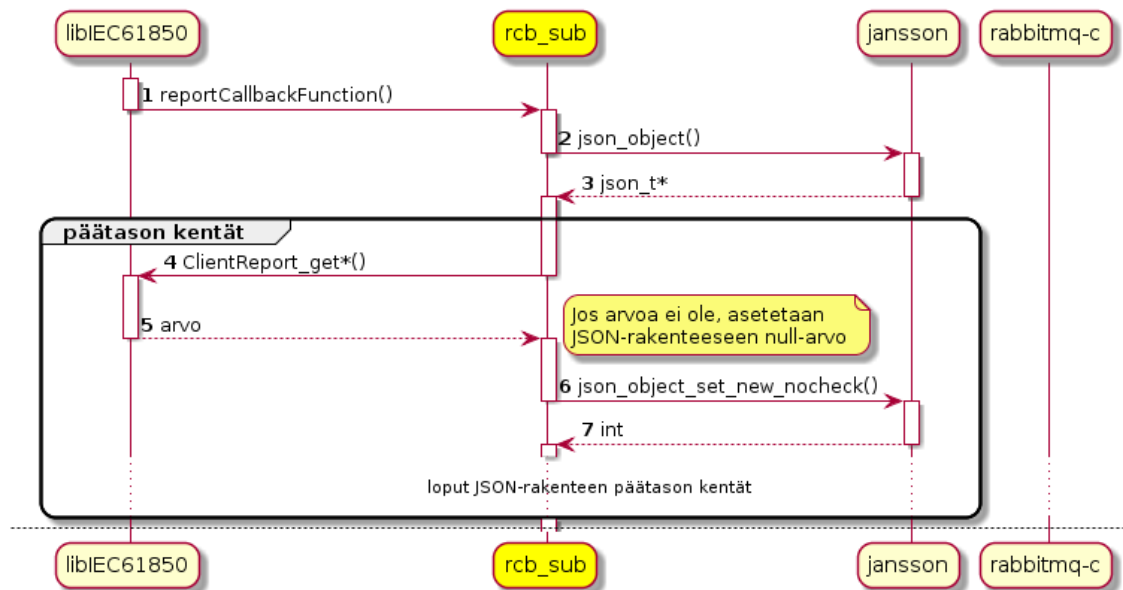 libIEC61850 rcb_sub jansson rabbitmq-c
1 reportCallbackFunction()
2 json_object()
3 json_t*
päätason kentät
4 ClientReport_get*()
Jos arvoa ei ole, asetetaan
JSON-rakenteeseen null-arvo
5 arvo
6 json_object_set_new_nocheck()
7 int
loput JSON-rakenteen päätason kentät
libIEC61850 rcb_sub jansson rabbitmq-c